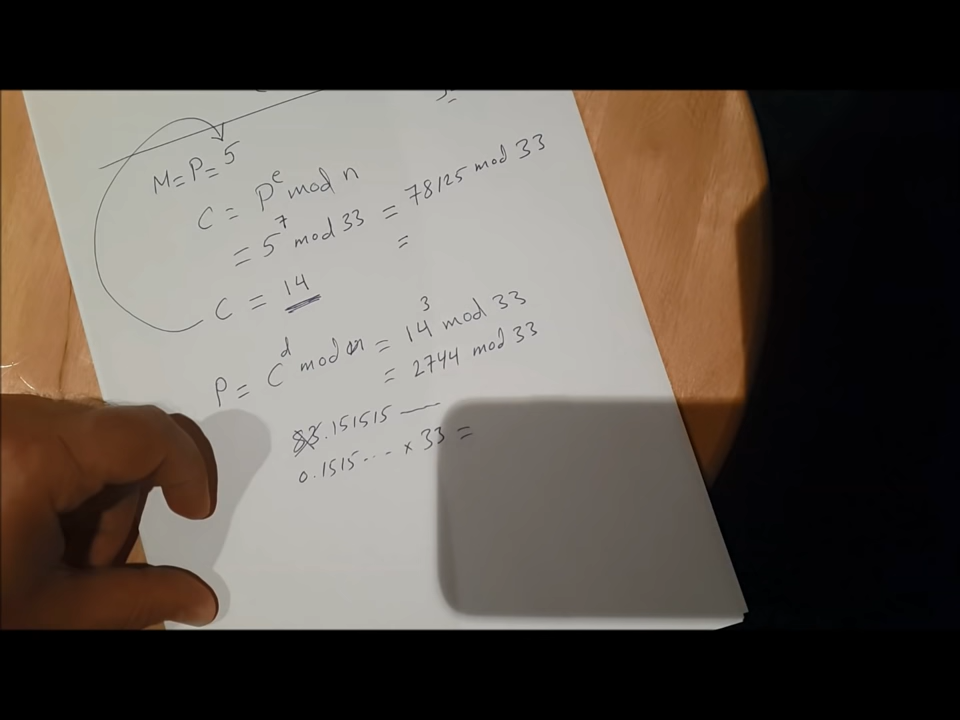 M = P = 5
C = P^e mod n
= 5^7 mod 33 = 78125 mod 33
=
C = 14
P = C^d mod n = 14^3 mod 33
= 2744 mod 33
83.151515
0.1515... × 33 =